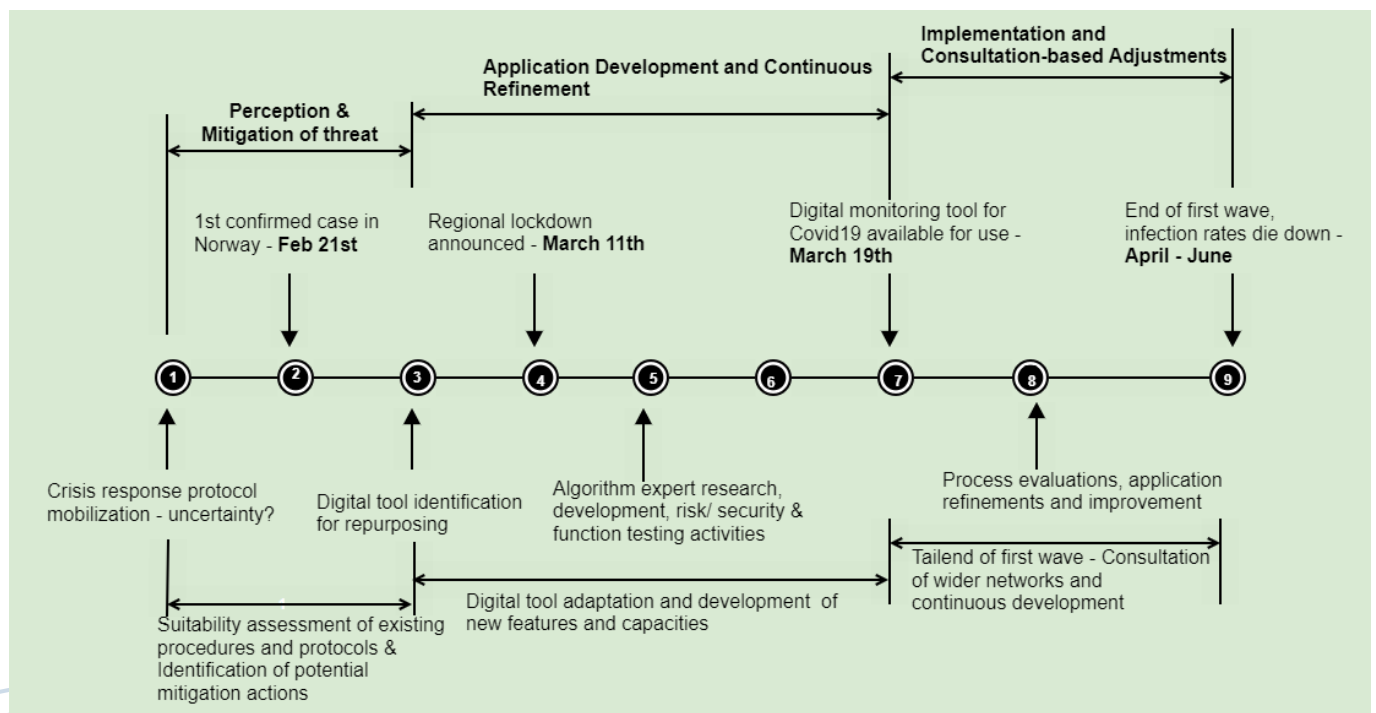 Implementation and
Consultation-based Adjustments
Application Development and Continuous
Refinement
Perception &
Mitigation of threat
1st confirmed case in
Norway - Feb 21st
Regional lockdown
announced - March 11th
Digital monitoring tool for
Covid19 available for use -
March 19th
End of first wave,
infection rates die down -
April - June
1
2
3
4
5
6
7
8
9
Crisis response protocol
mobilization - uncertainty?
Digital tool identification
for repurposing
Algorithm expert research,
development, risk/ security &
function testing activities
Process evaluations, application
refinements and improvement
Suitability assessment of existing
procedures and protocols &
Identification of potential
mitigation actions
Digital tool adaptation and development of
new features and capacities
Tailend of first wave - Consultation
of wider networks and
continuous development